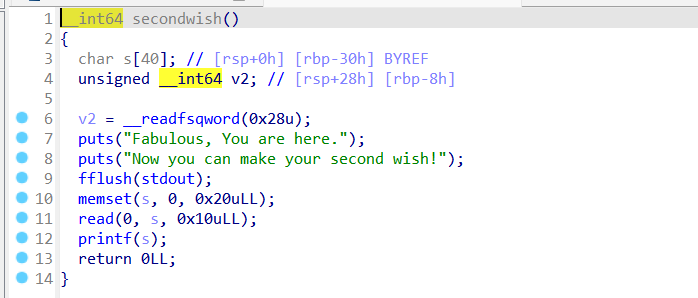 1 __int64 secondwish()
2 {
3 char s[40]; // [rsp+0h] [rbp-30h] BYREF
4 unsigned __int64 v2; // [rsp+28h] [rbp-8h]
5
6 v2 = __readfsqword(0x28u);
7 puts("Fabulous, You are here.");
8 puts("Now you can make your second wish!");
9 fflush(stdout);
10 memset(s, 0, 0x20uLL);
11 read(0, s, 0x10uLL);
12 printf(s);
13 return 0LL;
14 }